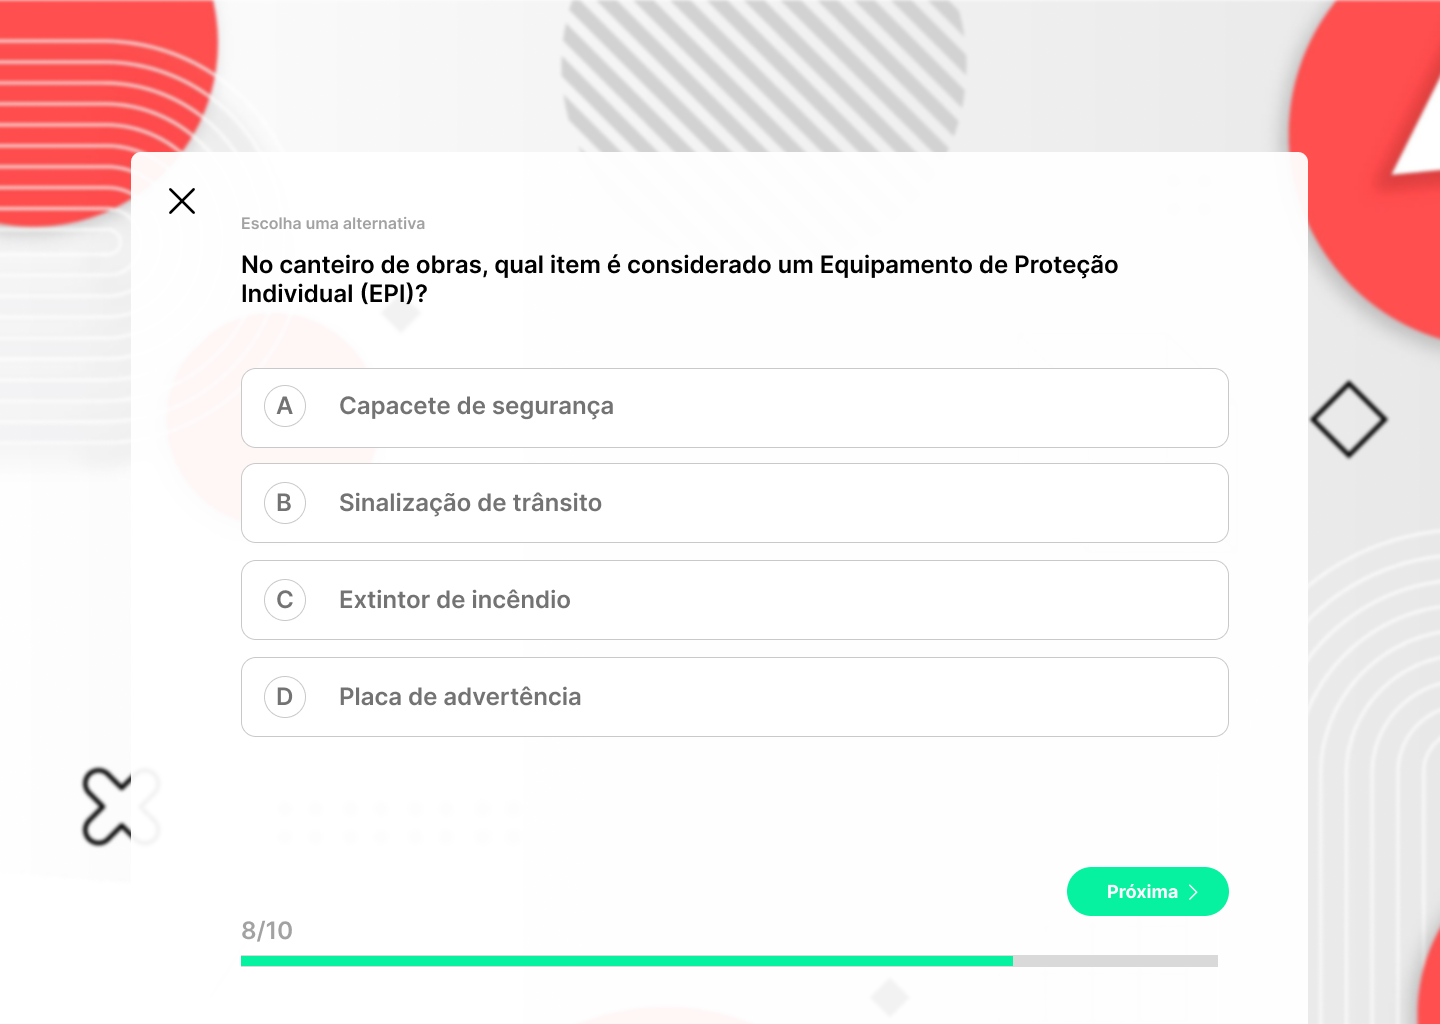 Escolha uma alternativa
No canteiro de obras, qual item é considerado um Equipamento de Proteção
Individual (EPI)?
A Capacete de segurança
B Sinalização de trânsito
C Extintor de incêndio
D Placa de advertência
Próxima
8/10